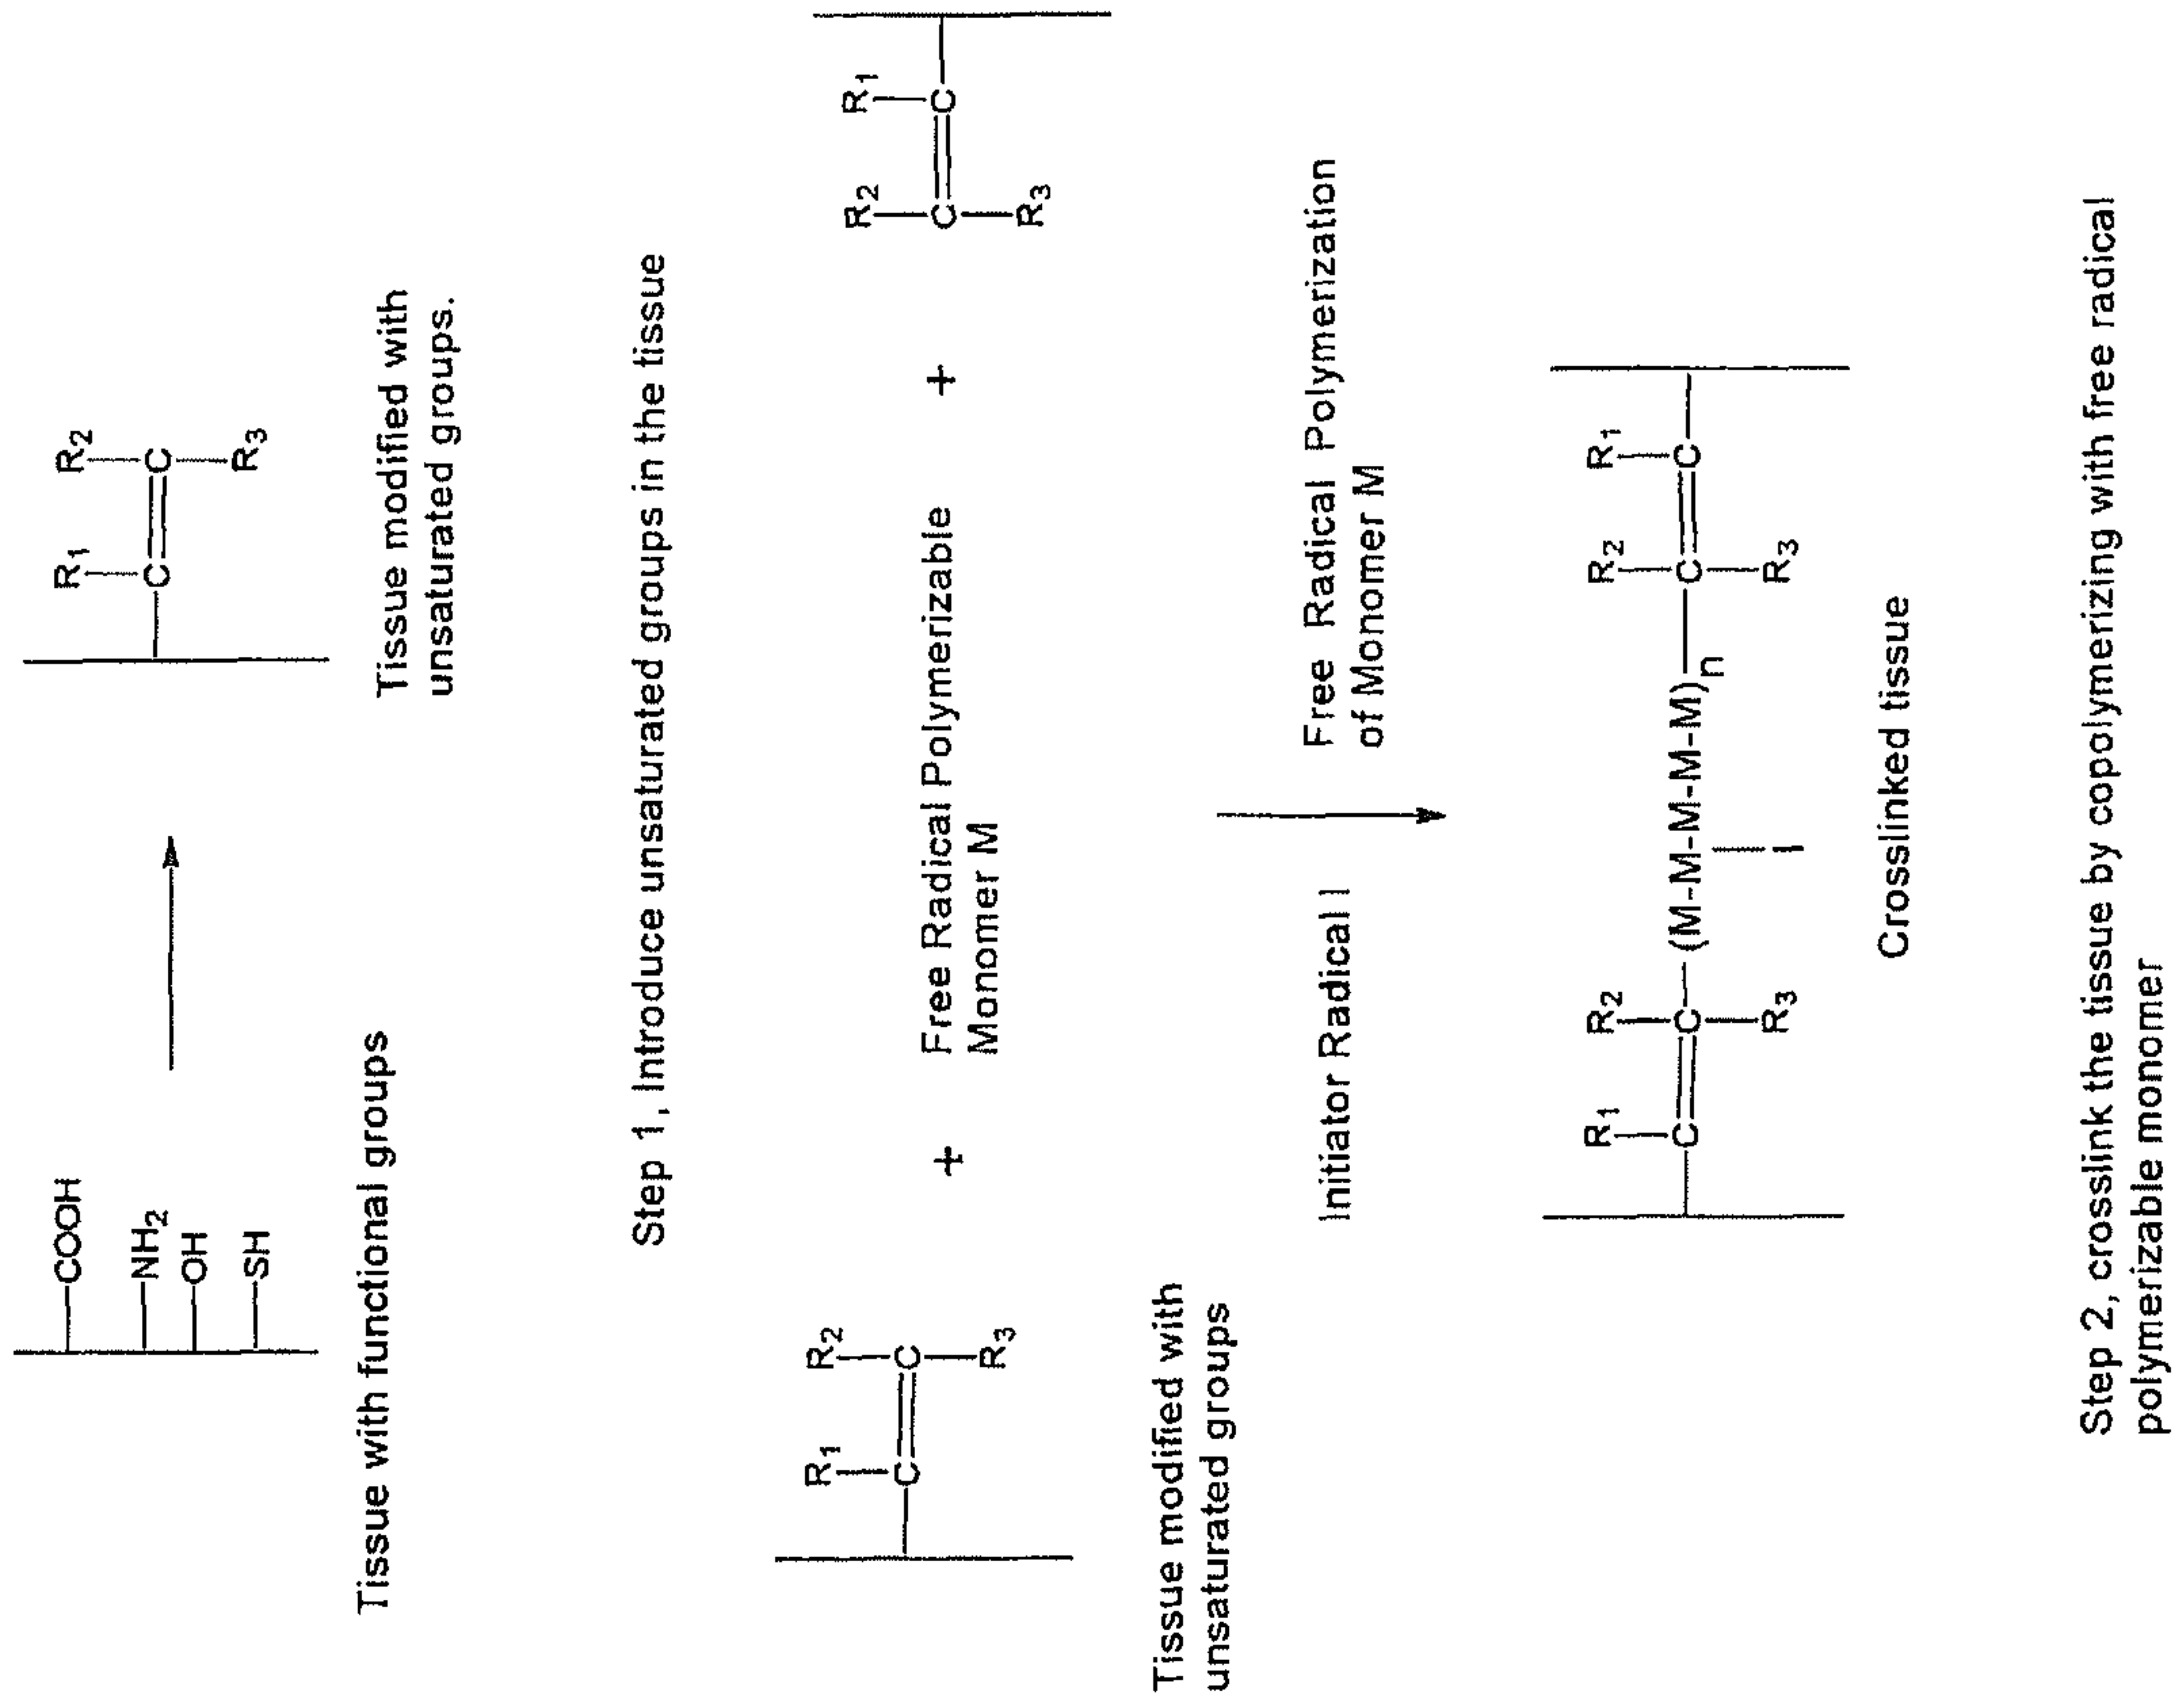 COOH
NH2
OH
SH
R1 R2
C C
R3
Tissue with functional groups
Tissue modified with
unsaturated groups.
Step 1, Introduce unsaturated groups in the tissue
R1 R2
C C
R3
+
Free Radical Polymerizable
Monomer M
+
R2 R1
C C
R3
Tissue modified with
unsaturated groups
Initiator Radical I
Free Radical Polymerization
of Monomer M
R1 R2 R2 R1
C C (M-M-M-M-M)n C C
R3 I R3
Crosslinked tissue
Step 2, crosslink the tissue by copolymerizing with free radical
polymerizable monomer